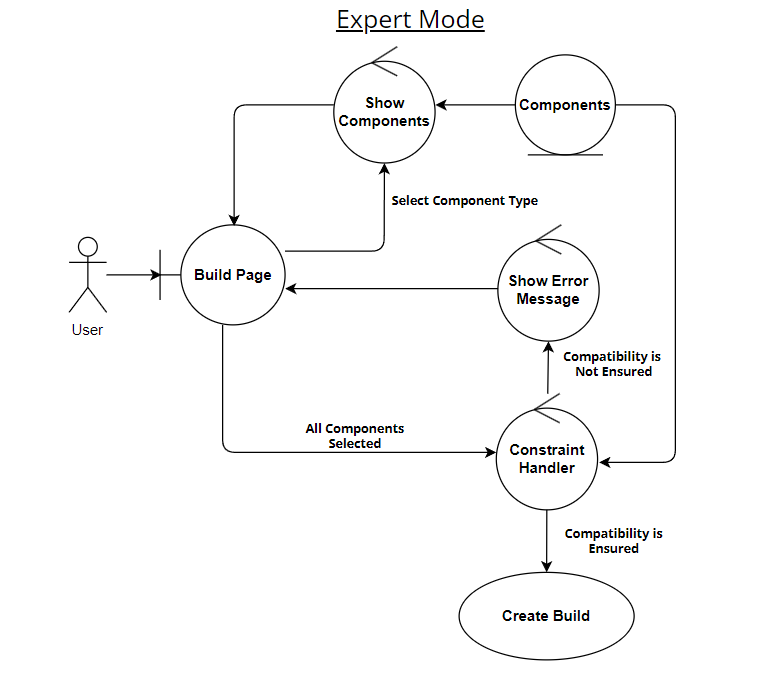 Expert Mode
Show
Components
Components
Select Component Type
Build Page
Show Error
Message
User
Compatibility is
Not Ensured
All Components
Selected
Constraint
Handler
Compatibility is
Ensured
Create Build